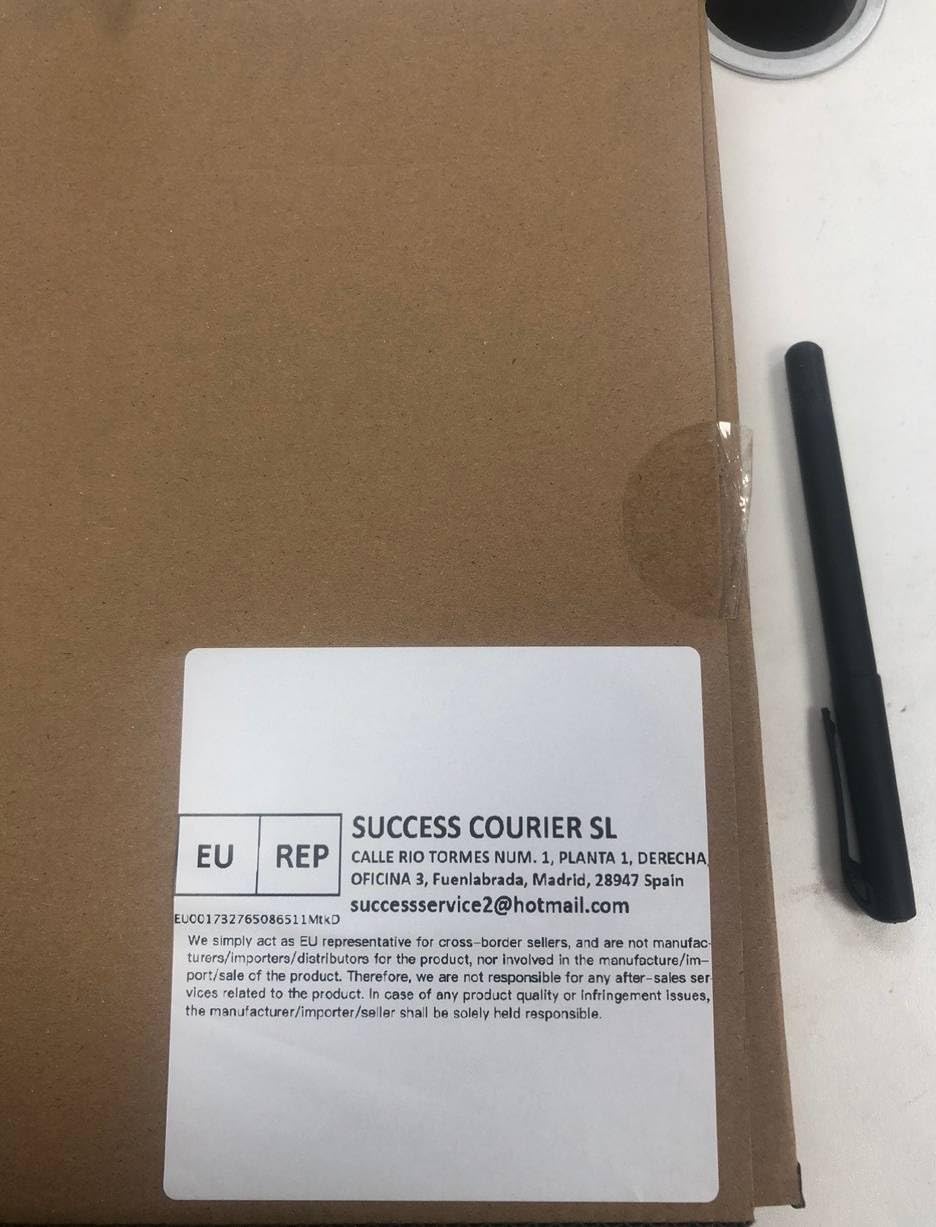 EU REP
SUCCESS COURIER SL
CALLE RIO TORMES NUM. 1, PLANTA 1, DERECHA,
OFICINA 3, Fuenlabrada, Madrid, 28947 Spain
successservice2@hotmail.com
EU001732765086511MtkD
We simply act as EU representative for cross-border sellers, and are not manufac-
turers/importers/distributors for the product, nor involved in the manufacture/im-
port/sale of the product. Therefore, we are not responsible for any after-sales ser-
vices related to the product. In case of any product quality or infringement issues,
the manufacturer/importer/seller shall be solely held responsible.